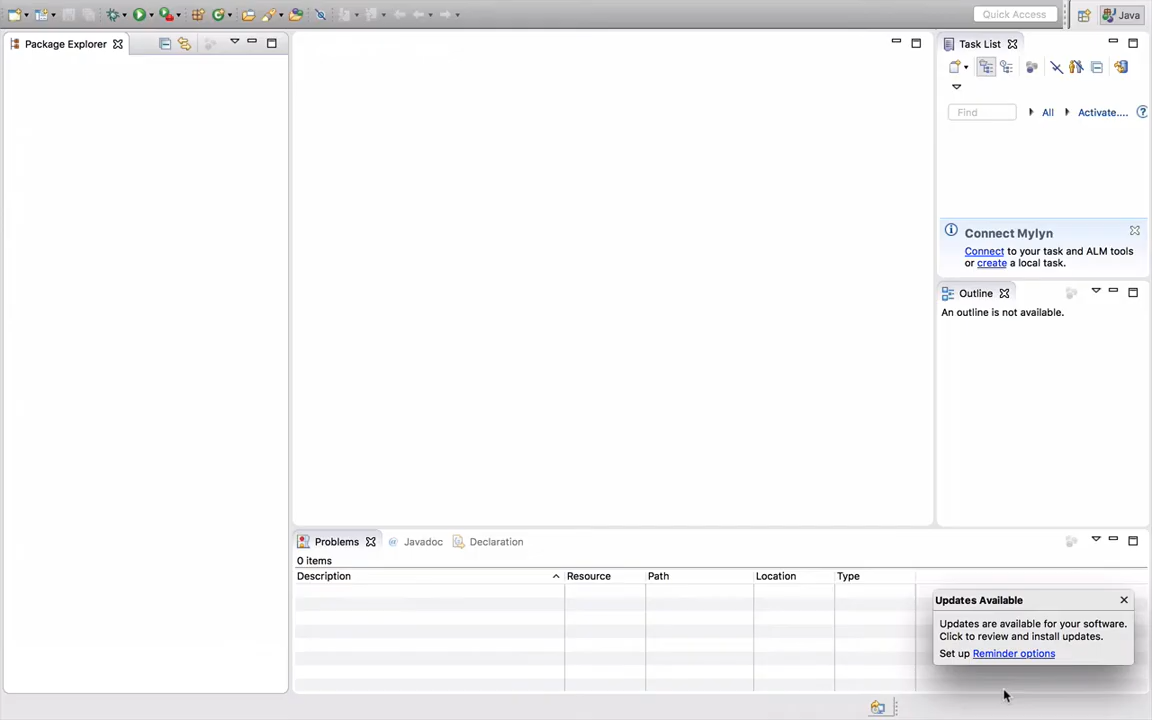 Quick Access
Java
Package Explorer
Task List
Find
All
Activate....
Connect Mylyn
Connect to your task and ALM tools
or create a local task.
Outline
An outline is not available.
Problems
Javadoc
Declaration
0 items
Description
Resource
Path
Location
Type
Updates Available
Updates are available for your software.
Click to review and install updates.
Set up Reminder options